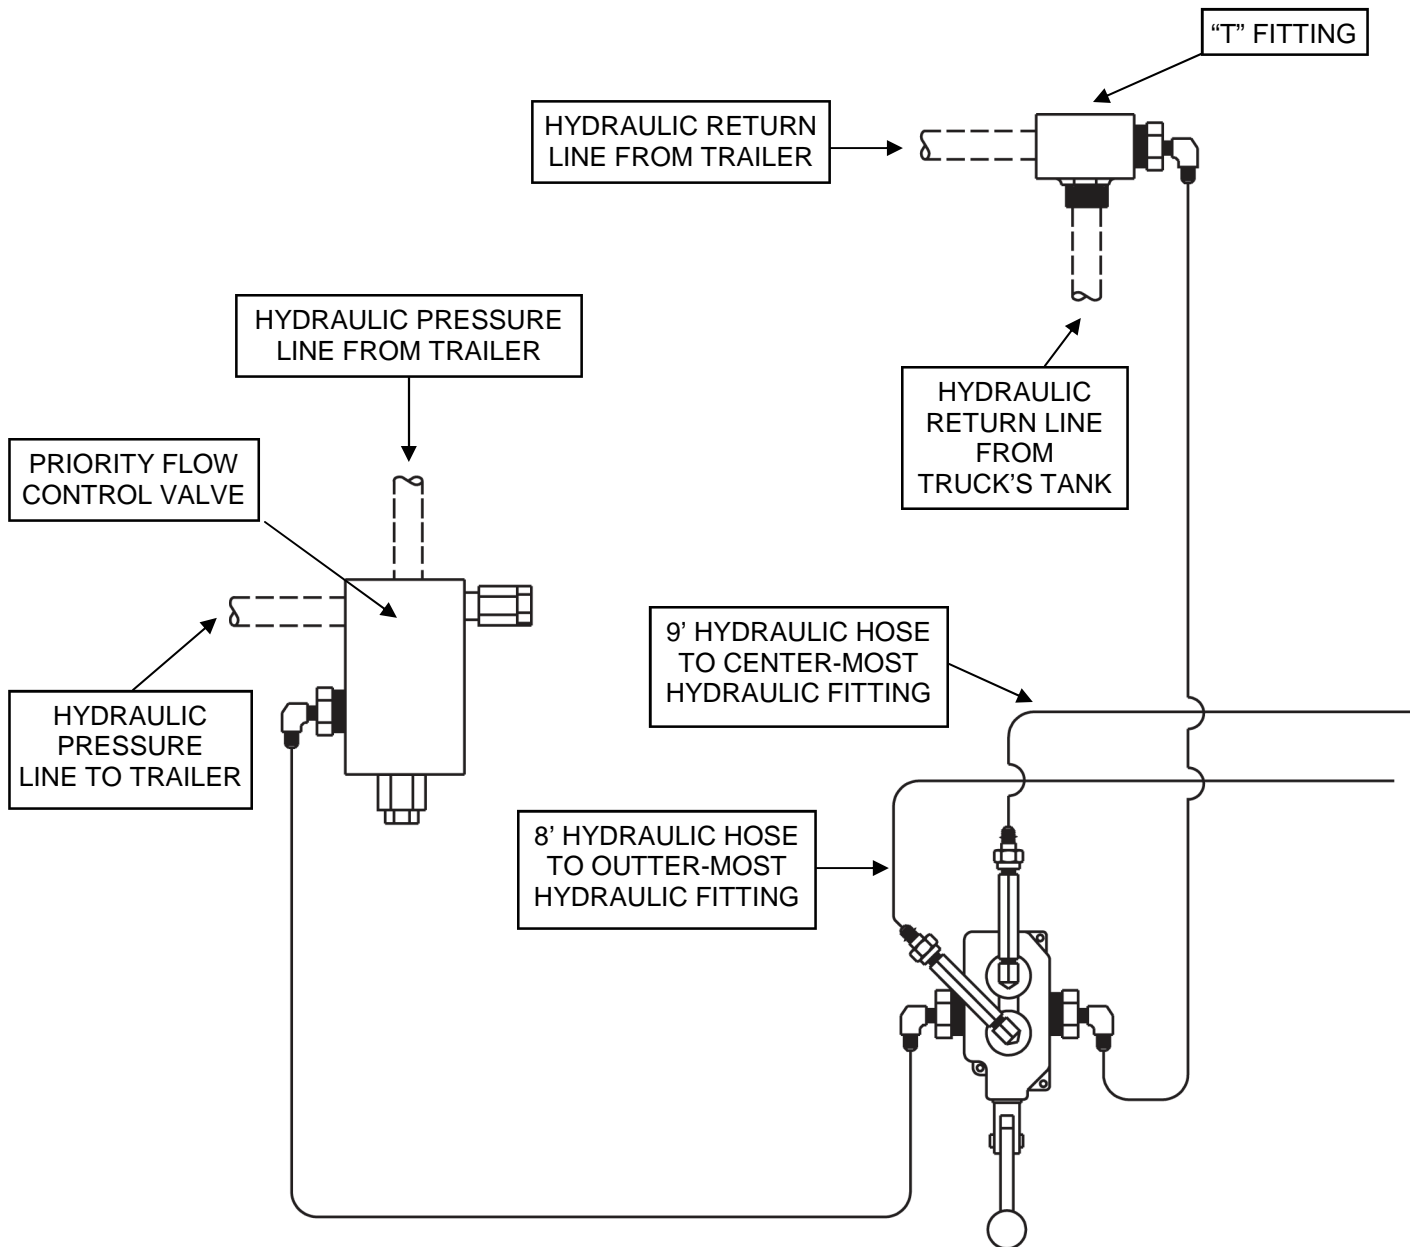 “T” FITTING
HYDRAULIC RETURN
LINE FROM TRAILER
HYDRAULIC PRESSURE
LINE FROM TRAILER
HYDRAULIC
RETURN LINE
FROM
TRUCK’S TANK
PRIORITY FLOW
CONTROL VALVE
9’ HYDRAULIC HOSE
TO CENTER-MOST
HYDRAULIC FITTING
HYDRAULIC
PRESSURE
LINE TO TRAILER
8’ HYDRAULIC HOSE
TO OUTTER-MOST
HYDRAULIC FITTING